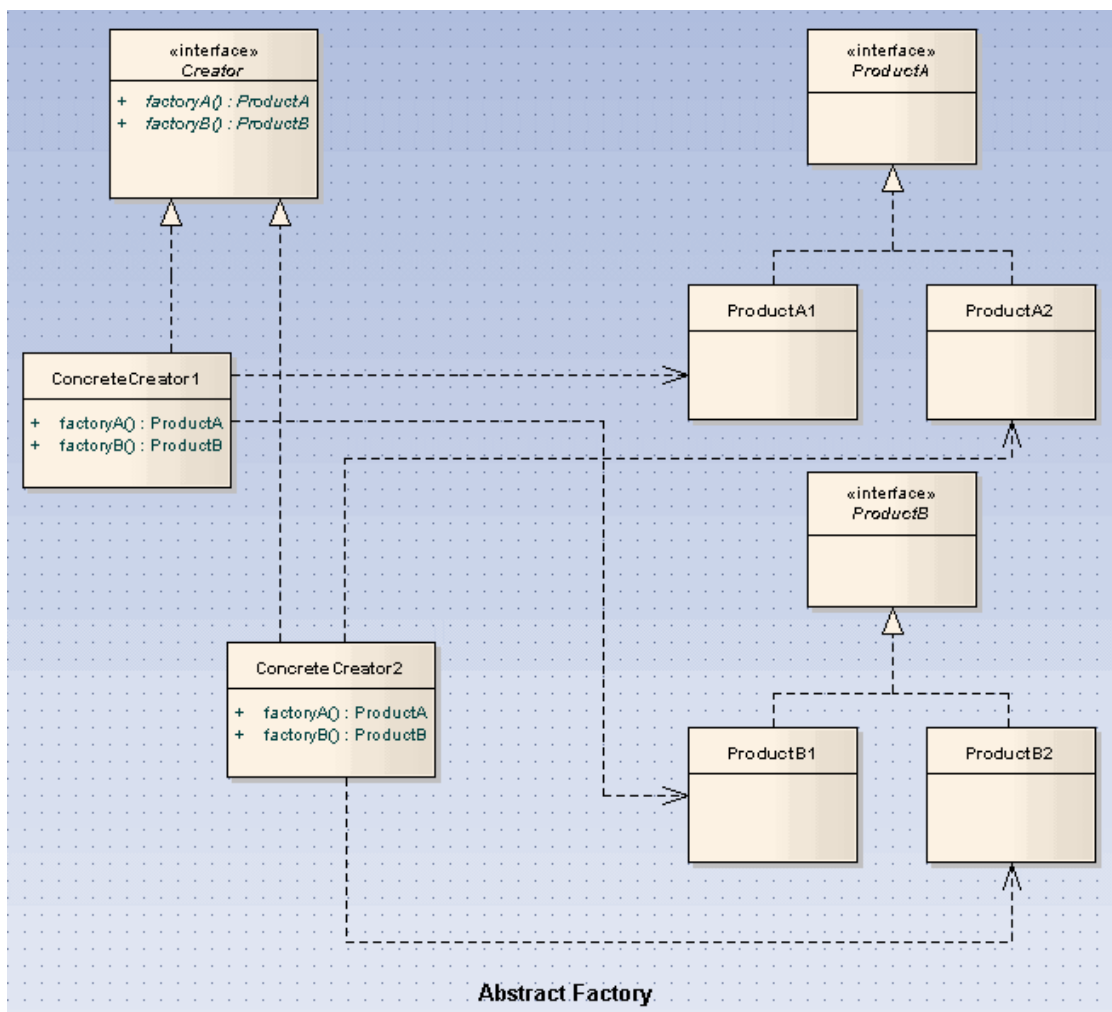 «interface»
Creator
+ factoryA() : ProductA
+ factoryB() : ProductB
«interface»
ProductA
ProductA1
ProductA2
ConcreteCreator1
+ factoryA() : ProductA
+ factoryB() : ProductB
«interface»
ProductB
ConcreteCreator2
+ factoryA() : ProductA
+ factoryB() : ProductB
ProductB1
ProductB2
Abstract Factory